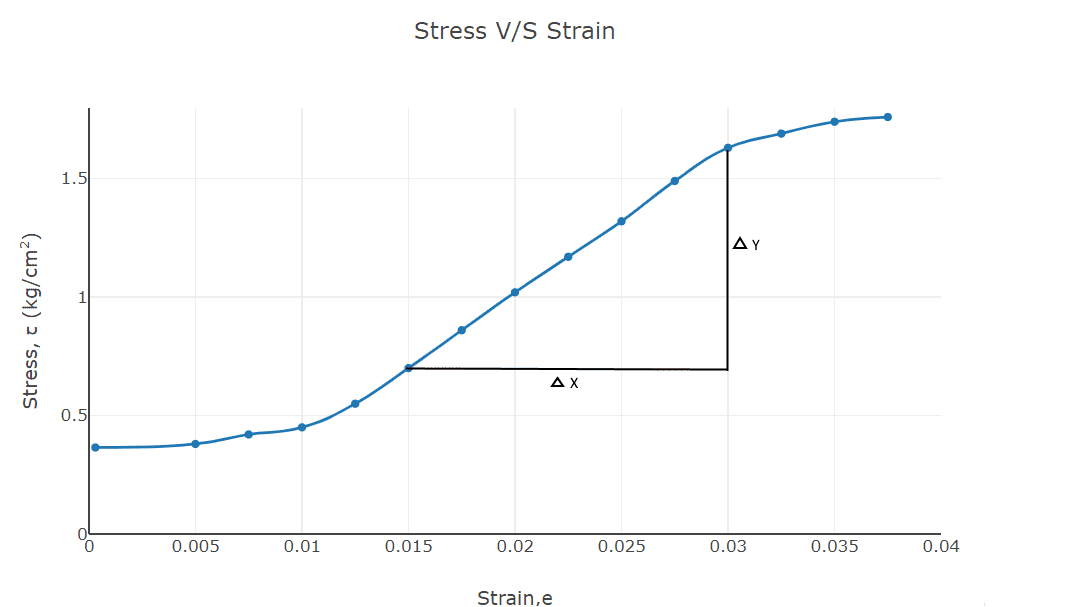 Stress V/S Strain
Stress, τ (kg/cm²)
1.5
1
0.5
0
△ Y
△ X
0 0.005 0.01 0.015 0.02 0.025 0.03 0.035 0.04
Strain,e